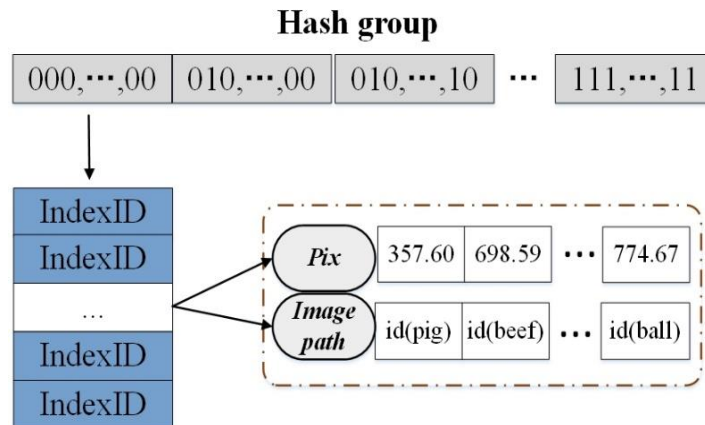 Hash group
000,···,00 010,···,00 010,···,10 ··· 111,···,11
IndexID
IndexID
...
IndexID
IndexID
Pix 357.60 698.59 ··· 774.67
Image path id(pig) id(beef) ··· id(ball)